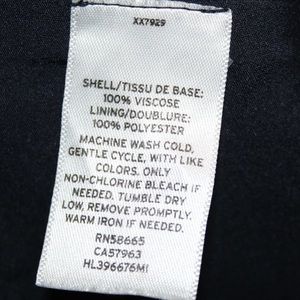 XX7929
SHELL/TISSU DE BASE:
100% VISCOSE
LINING/DOUBLURE:
100% POLYESTER
MACHINE WASH COLD,
GENTLE CYCLE, WITH LIKE
COLORS. ONLY
NON-CHLORINE BLEACH IF
NEEDED. TUMBLE DRY
LOW, REMOVE PROMPTLY.
WARM IRON IF NEEDED.
RN58665
CA57963
HL396676MI